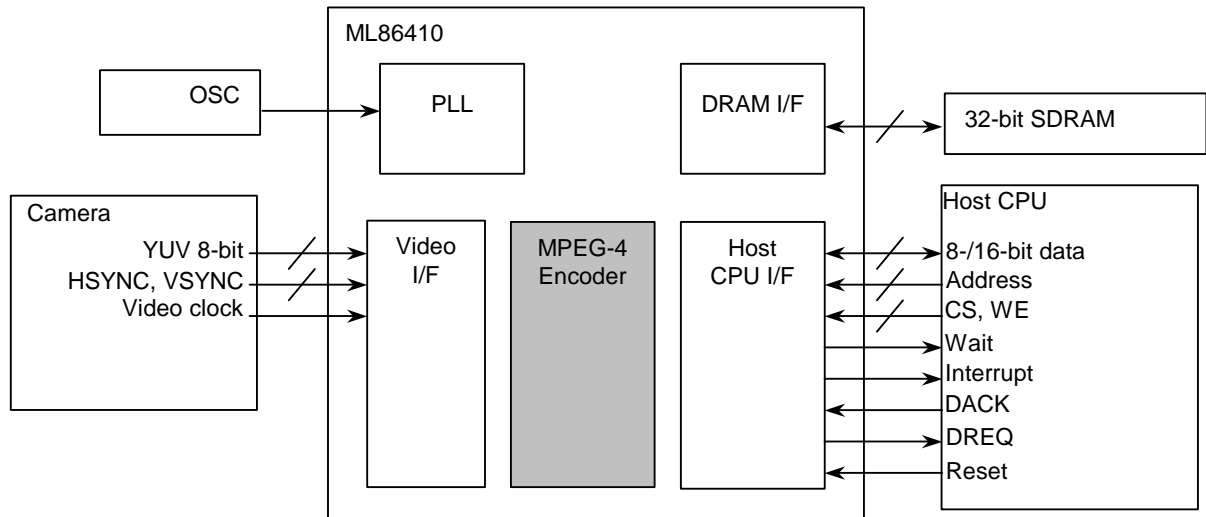 ML86410
OSC
PLL
DRAM I/F
32-bit SDRAM
Camera
YUV 8-bit
HSYNC, VSYNC
Video clock
Video
I/F
MPEG-4
Encoder
Host
CPU I/F
Host CPU
8-/16-bit data
Address
CS, WE
Wait
Interrupt
DACK
DREQ
Reset